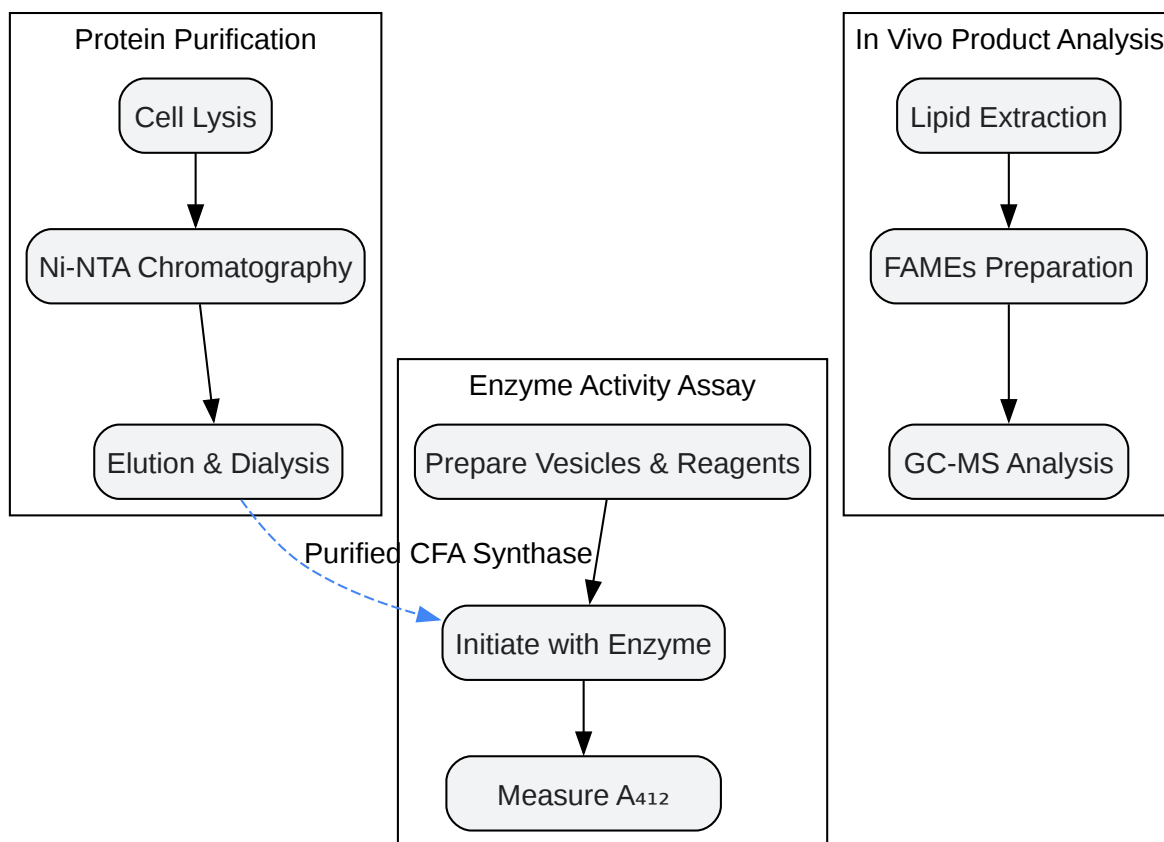 Protein Purification
Cell Lysis
Ni-NTA Chromatography
Elution & Dialysis
Purified CFA Synthase
Enzyme Activity Assay
Prepare Vesicles & Reagents
Initiate with Enzyme
Measure A₄₁₂
In Vivo Product Analysis
Lipid Extraction
FAMEs Preparation
GC-MS Analysis